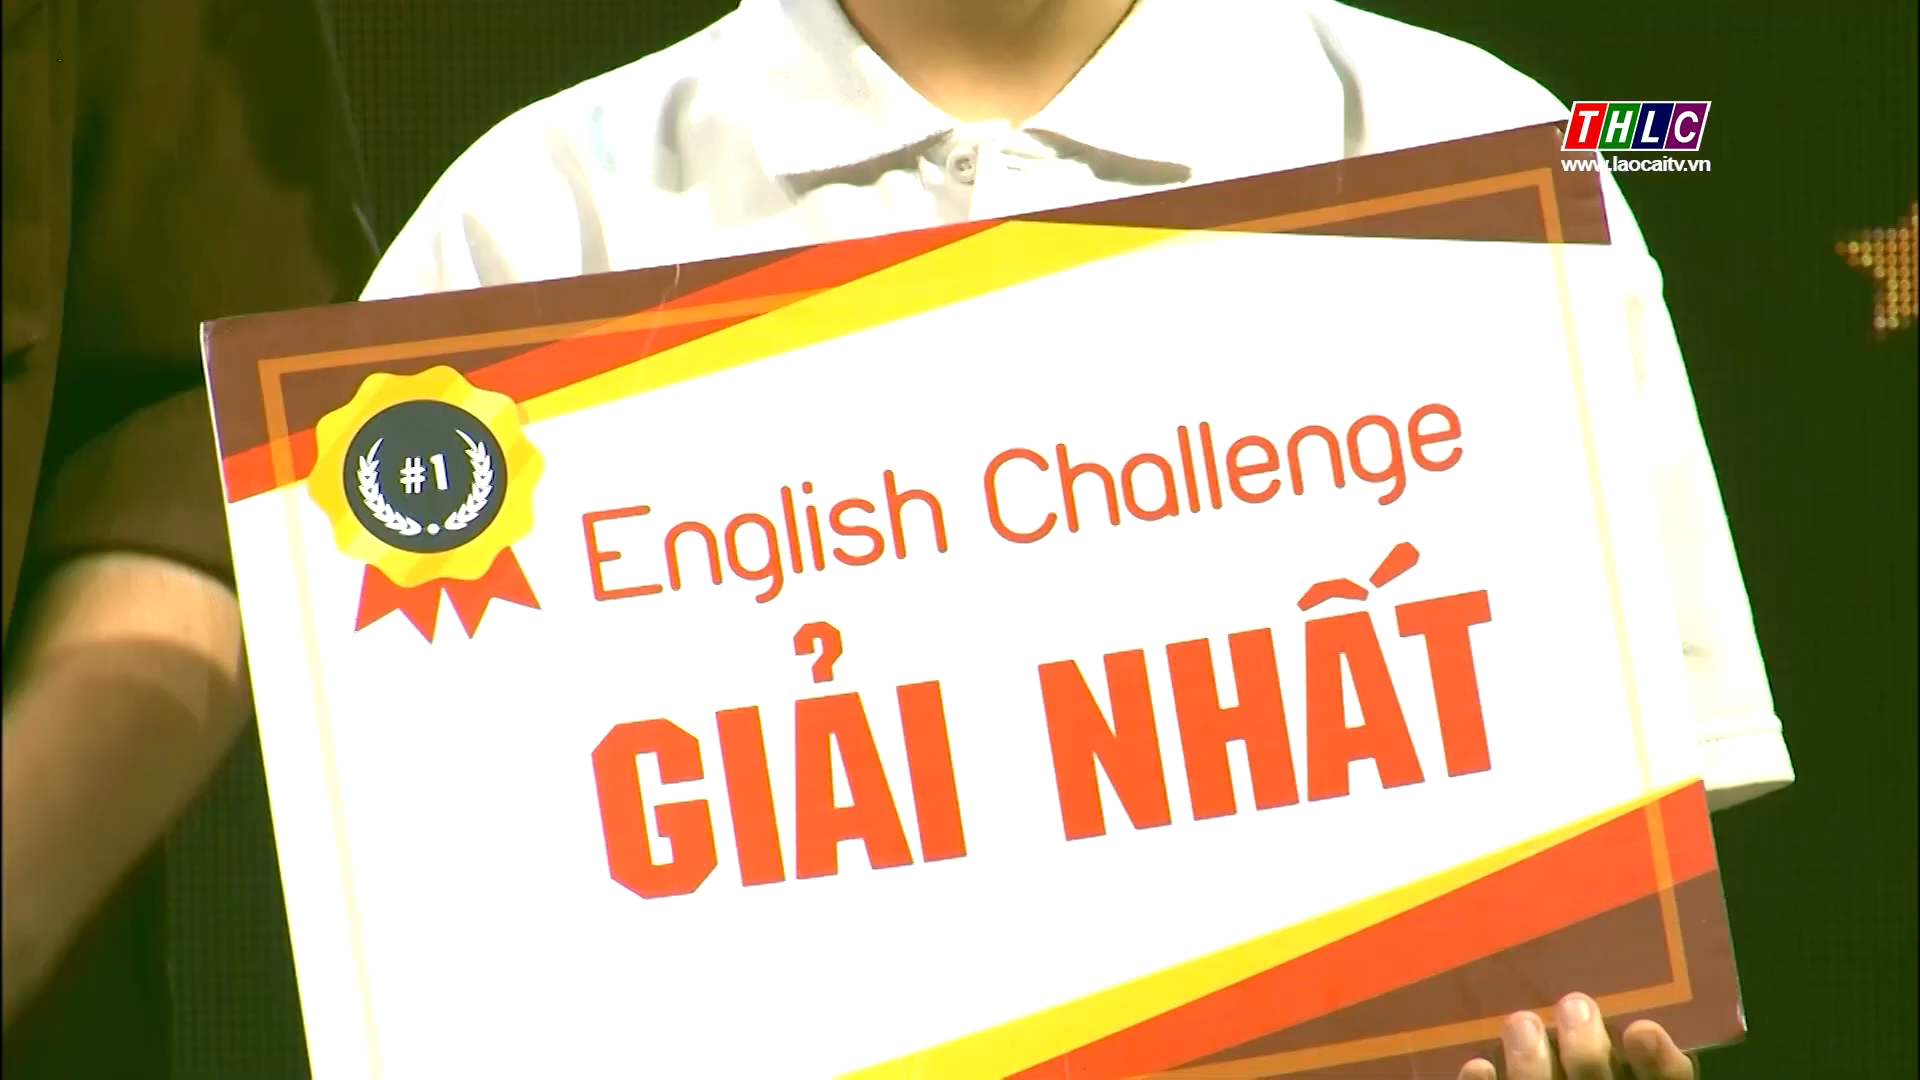 THLC
www.laocaitv.vn
#1
English Challenge
GIẢI NHẤT